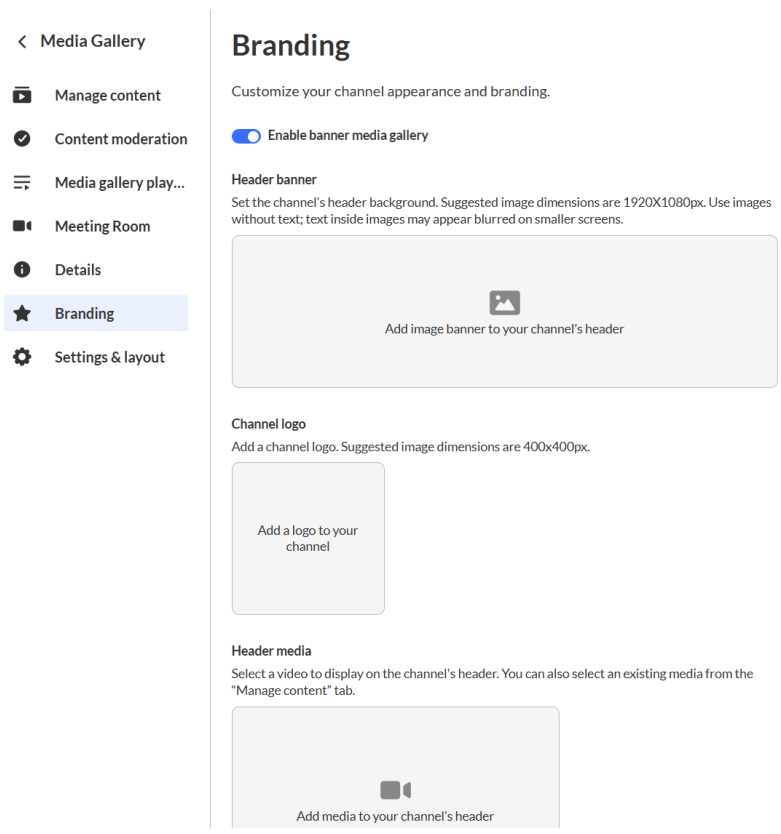 Media Gallery
Manage content
Content moderation
Media gallery play...
Meeting Room
Details
Branding
Settings & layout
Branding
Customize your channel appearance and branding.
Enable banner media gallery
Header banner
Set the channel's header background. Suggested image dimensions are 1920X1080px. Use images
without text; text inside images may appear blurred on smaller screens.
Add image banner to your channel's header
Channel logo
Add a channel logo. Suggested image dimensions are 400x400px.
Add a logo to your
channel
Header media
Select a video to display on the channel's header. You can also select an existing media from the
"Manage content" tab.
Add media to your channel's header